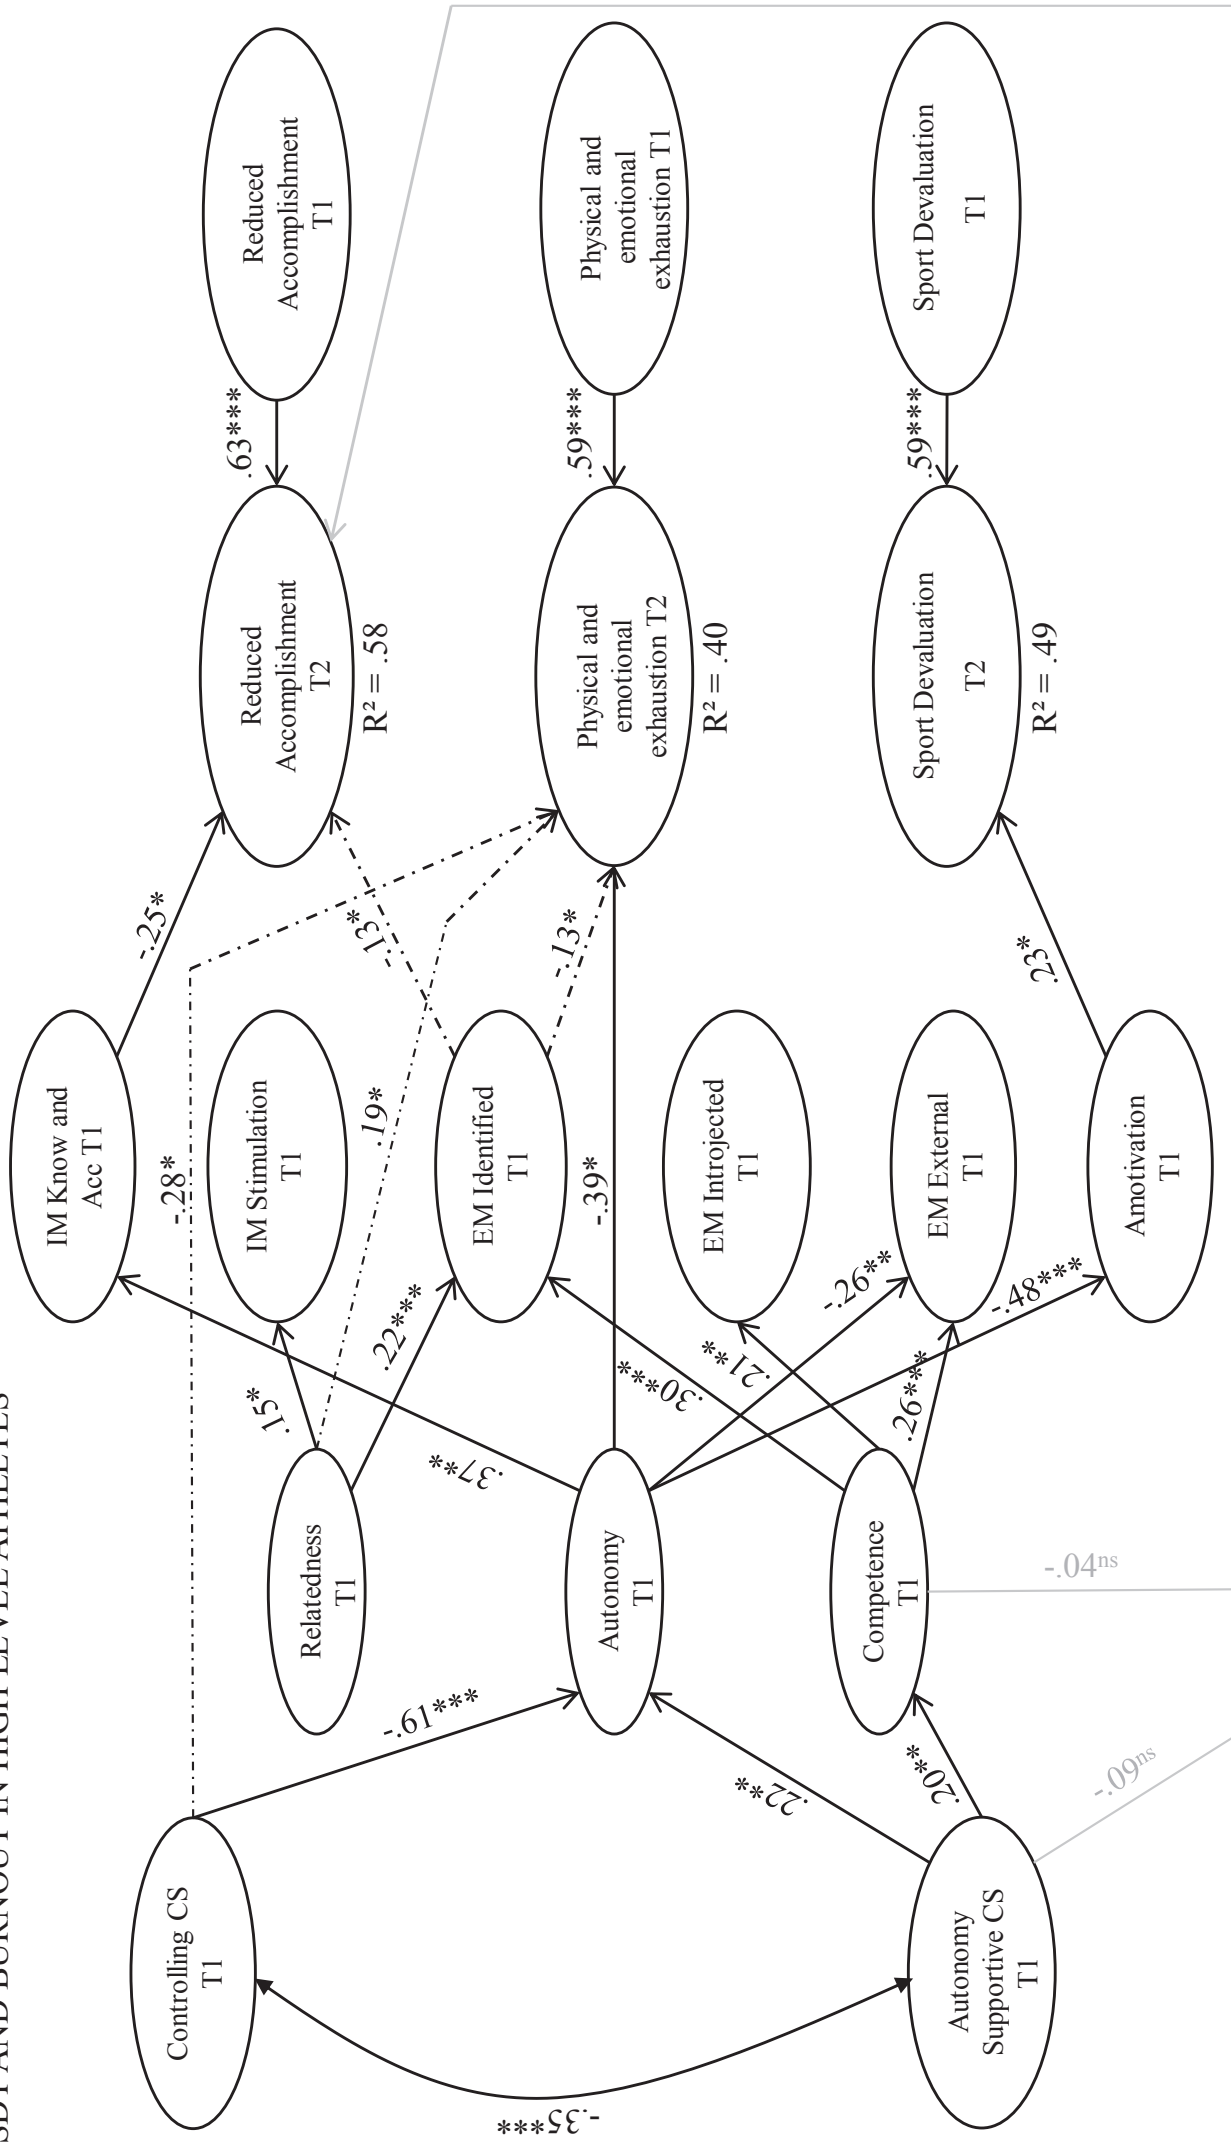 SDT AND BURNOUT IN HIGH LEVEL ATHLETES
Controlling CS
T1
Autonomy
Supportive CS
T1
-.35***
-.61***
.22**
.20**
-.09ns
Relatedness
T1
Autonomy
T1
Competence
T1
-.04ns
.15*
.22***
.37**
.30***
.21**
.26***
-.26**
-.48***
-.28*
.19*
-.39*
IM Know and
Acc T1
IM Stimulation
T1
EM Identified
T1
EM Introjected
T1
EM External
T1
Amotivation
T1
-.25*
-.13*
-.13*
.23*
Reduced
Accomplishment
T2
R² = .58
Physical and
emotional
exhaustion T2
R² = .40
Sport Devaluation
T2
R² = .49
.63***
.59***
.59***
Reduced
Accomplishment
T1
Physical and
emotional
exhaustion T1
Sport Devaluation
T1